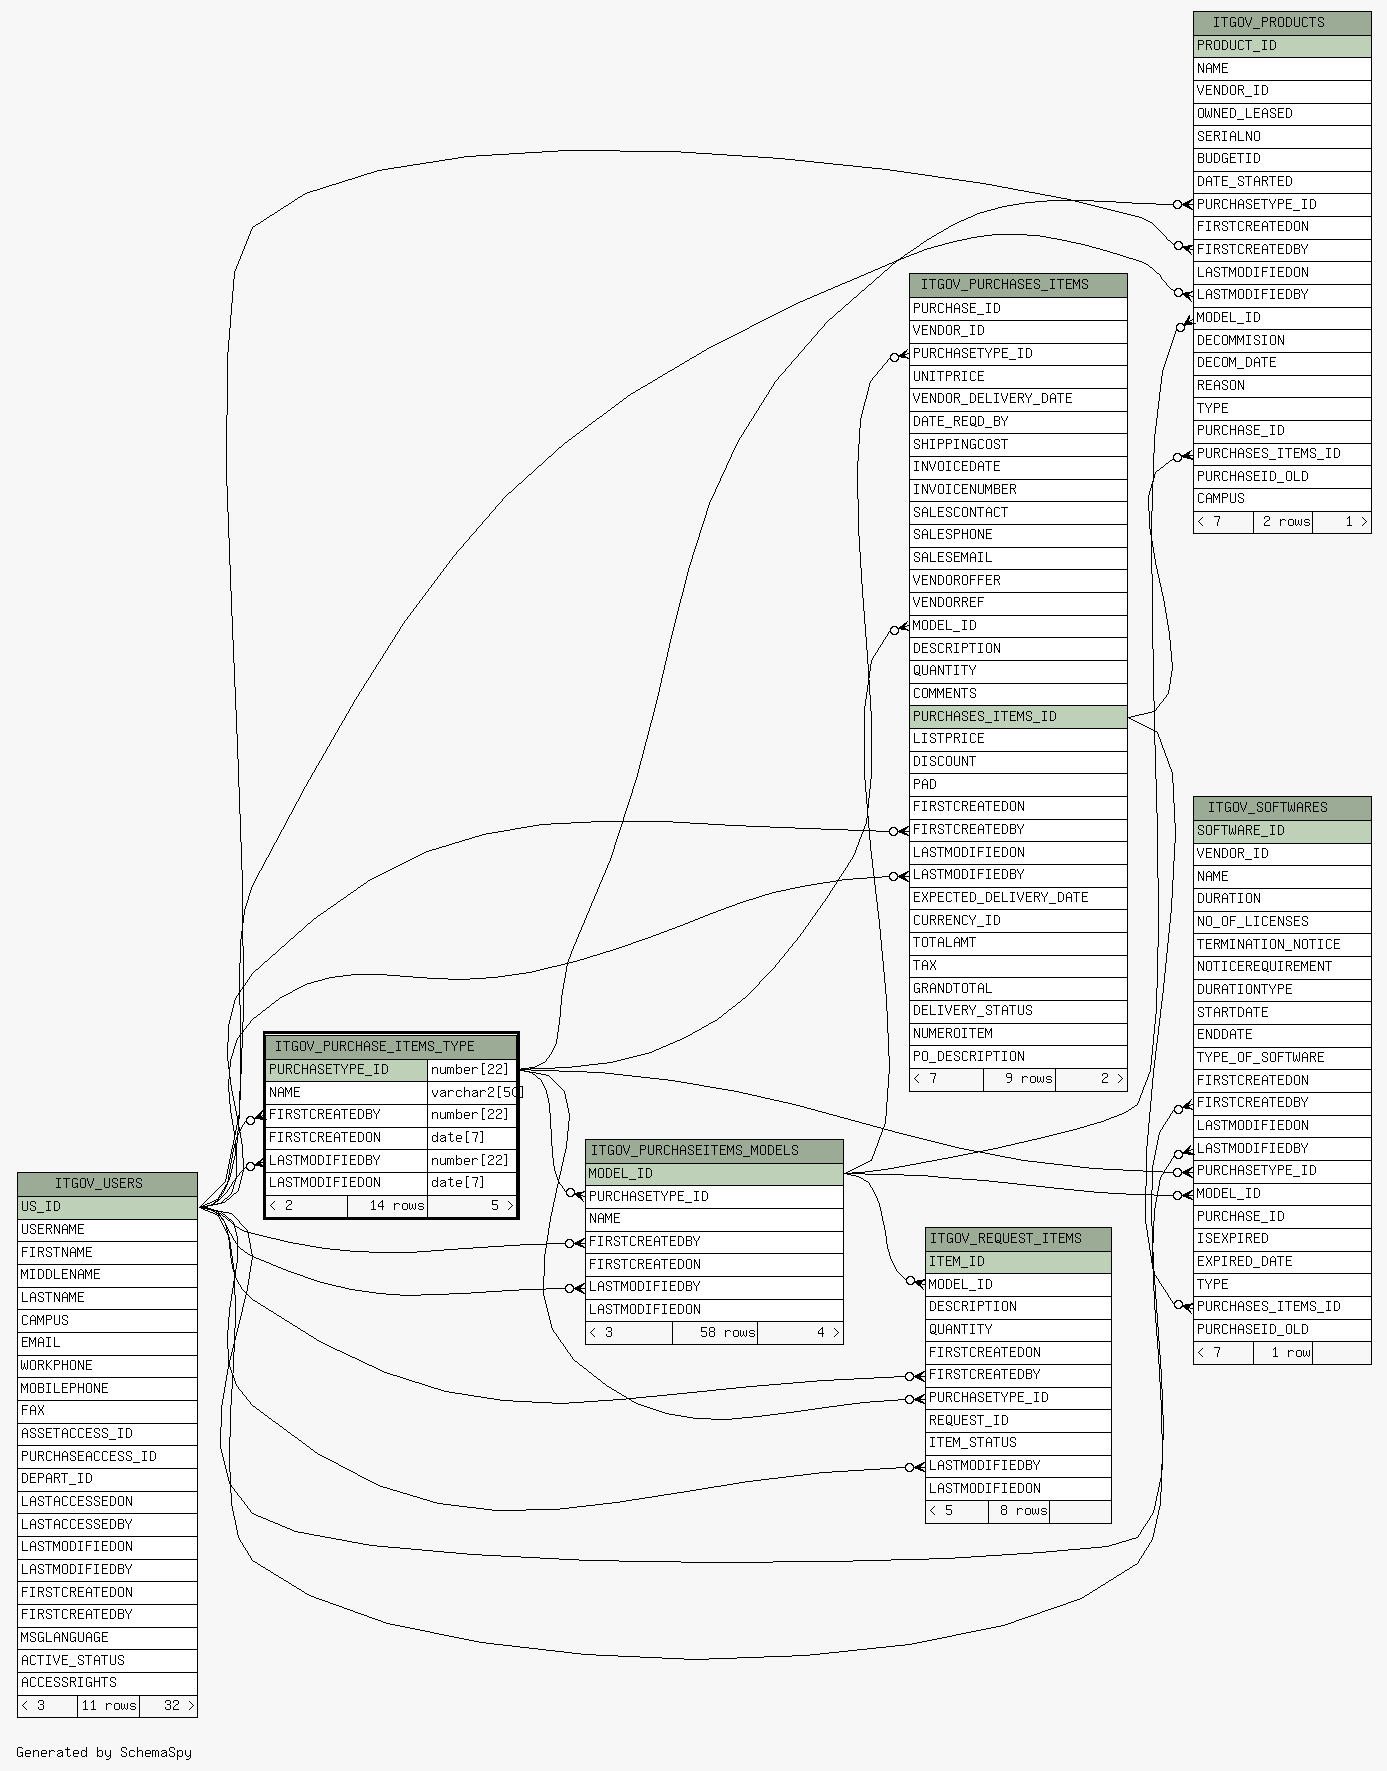 ITGOV_PRODUCTS
PRODUCT_ID
NAME
VENDOR_ID
OWNED_LEASED
SERIALNO
BUDGETID
DATE_STARTED
PURCHASETYPE_ID
FIRSTCREATEDON
FIRSTCREATEDBY
LASTMODIFIEDON
LASTMODIFIEDBY
MODEL_ID
DECOMMISION
DECOM_DATE
REASON
TYPE
PURCHASE_ID
PURCHASES_ITEMS_ID
PURCHASEID_OLD
CAMPUS
< 7 2 rows 1 >
ITGOV_PURCHASES_ITEMS
PURCHASE_ID
VENDOR_ID
PURCHASETYPE_ID
UNITPRICE
VENDOR_DELIVERY_DATE
DATE_REQD_BY
SHIPPINGCOST
INVOICEDATE
INVOICENUMBER
SALESCONTACT
SALESPHONE
SALESEMAIL
VENDOROFFER
VENDORREF
MODEL_ID
DESCRIPTION
QUANTITY
COMMENTS
PURCHASES_ITEMS_ID
LISTPRICE
DISCOUNT
PAD
FIRSTCREATEDON
FIRSTCREATEDBY
LASTMODIFIEDON
LASTMODIFIEDBY
EXPECTED_DELIVERY_DATE
CURRENCY_ID
TOTALAMT
TAX
GRANDTOTAL
DELIVERY_STATUS
NUMEROITEM
PO_DESCRIPTION
< 7 9 rows 2 >
ITGOV_SOFTWARES
SOFTWARE_ID
VENDOR_ID
NAME
DURATION
NO_OF_LICENSES
TERMINATION_NOTICE
NOTICEREQUIREMENT
DURATIONTYPE
STARTDATE
ENDDATE
TYPE_OF_SOFTWARE
FIRSTCREATEDON
FIRSTCREATEDBY
LASTMODIFIEDON
LASTMODIFIEDBY
PURCHASETYPE_ID
MODEL_ID
PURCHASE_ID
ISEXPIRED
EXPIRED_DATE
TYPE
PURCHASES_ITEMS_ID
PURCHASEID_OLD
< 7 1 row
ITGOV_PURCHASE_ITEMS_TYPE
PURCHASETYPE_ID number[22]
NAME varchar2[50]
FIRSTCREATEDBY number[22]
FIRSTCREATEDON date[7]
LASTMODIFIEDBY number[22]
LASTMODIFIEDON date[7]
< 2 14 rows 5 >
ITGOV_PURCHASEITEMS_MODELS
MODEL_ID
PURCHASETYPE_ID
NAME
FIRSTCREATEDBY
FIRSTCREATEDON
LASTMODIFIEDBY
LASTMODIFIEDON
< 3 58 rows 4 >
ITGOV_REQUEST_ITEMS
ITEM_ID
MODEL_ID
DESCRIPTION
QUANTITY
FIRSTCREATEDON
FIRSTCREATEDBY
PURCHASETYPE_ID
REQUEST_ID
ITEM_STATUS
LASTMODIFIEDBY
LASTMODIFIEDON
< 5 8 rows
ITGOV_USERS
US_ID
USERNAME
FIRSTNAME
MIDDLENAME
LASTNAME
CAMPUS
EMAIL
WORKPHONE
MOBILEPHONE
FAX
ASSETACCESS_ID
PURCHASEACCESS_ID
DEPART_ID
LASTACCESSEDON
LASTACCESSEDBY
LASTMODIFIEDON
LASTMODIFIEDBY
FIRSTCREATEDON
FIRSTCREATEDBY
MSGLANGUAGE
ACTIVE_STATUS
ACCESSRIGHTS
< 3 11 rows 32 >
Generated by SchemaSpy